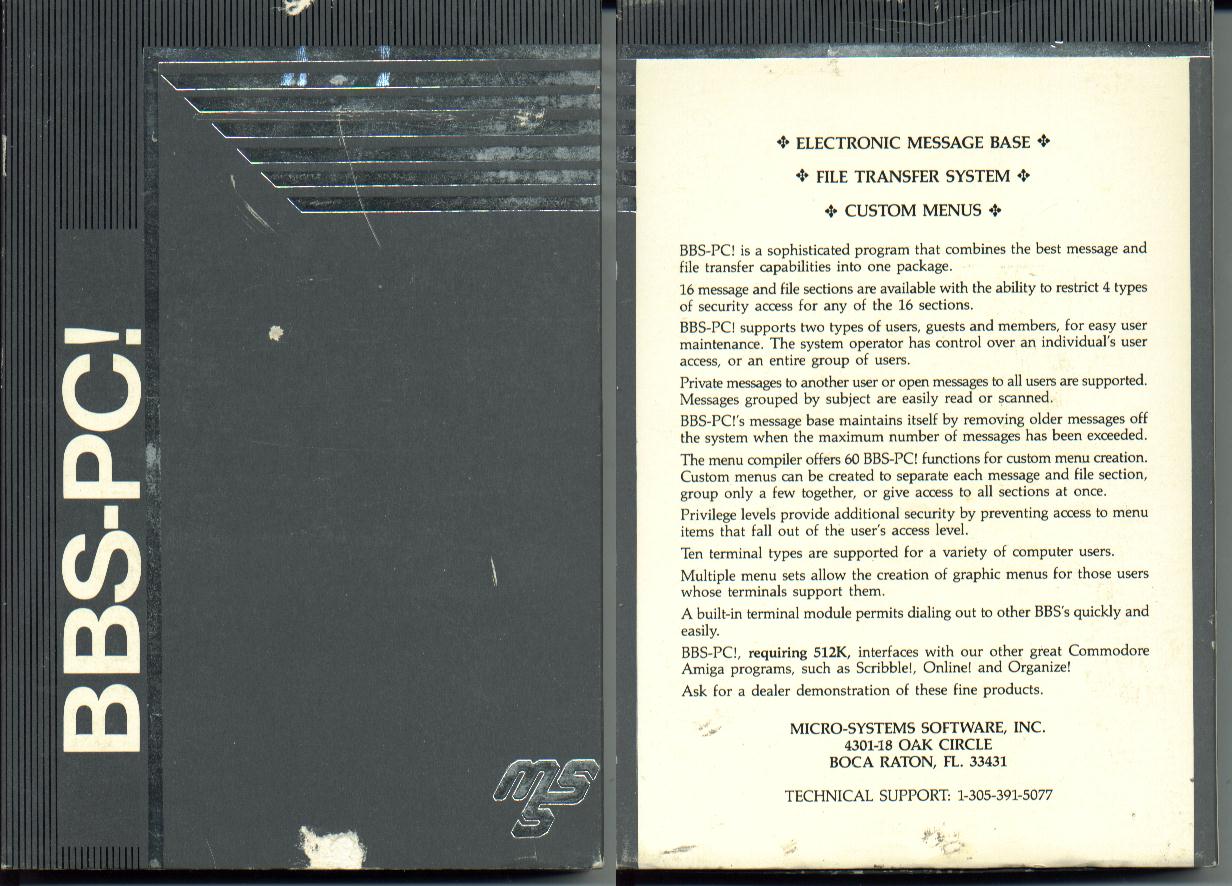 BBS-PC!
MSS
❖ ELECTRONIC MESSAGE BASE ❖
❖ FILE TRANSFER SYSTEM ❖
❖ CUSTOM MENUS ❖
BBS-PC! is a sophisticated program that combines the best message and
file transfer capabilities into one package.
16 message and file sections are available with the ability to restrict 4 types
of security access for any of the 16 sections.
BBS-PC! supports two types of users, guests and members, for easy user
maintenance. The system operator has control over an individual's user
access, or an entire group of users.
Private messages to another user or open messages to all users are supported.
Messages grouped by subject are easily read or scanned.
BBS-PC!'s message base maintains itself by removing older messages off
the system when the maximum number of messages has been exceeded.
The menu compiler offers 60 BBS-PC! functions for custom menu creation.
Custom menus can be created to separate each message and file section,
group only a few together, or give access to all sections at once.
Privilege levels provide additional security by preventing access to menu
items that fall out of the user's access level.
Ten terminal types are supported for a variety of computer users.
Multiple menu sets allow the creation of graphic menus for those users
whose terminals support them.
A built-in terminal module permits dialing out to other BBS's quickly and
easily.
BBS-PC!, requiring 512K, interfaces with our other great Commodore
Amiga programs, such as Scribble!, Online! and Organize!
Ask for a dealer demonstration of these fine products.
MICRO-SYSTEMS SOFTWARE, INC.
4301-18 OAK CIRCLE
BOCA RATON, FL. 33431
TECHNICAL SUPPORT: 1-305-391-5077